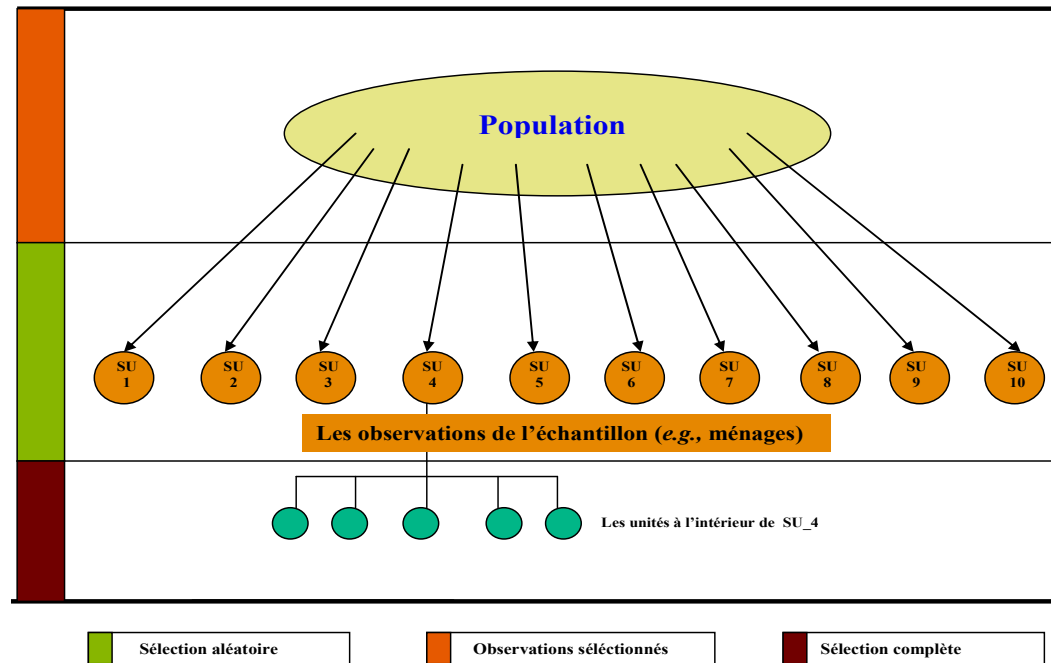 Population
SU
1
SU
2
SU
3
SU
4
SU
5
SU
6
SU
7
SU
8
SU
9
SU
10
Les observations de l'échantillon (e.g., ménages)
Les unités à l'intérieur de SU_4
Sélection aléatoire
Observations séléctionnés
Sélection complète